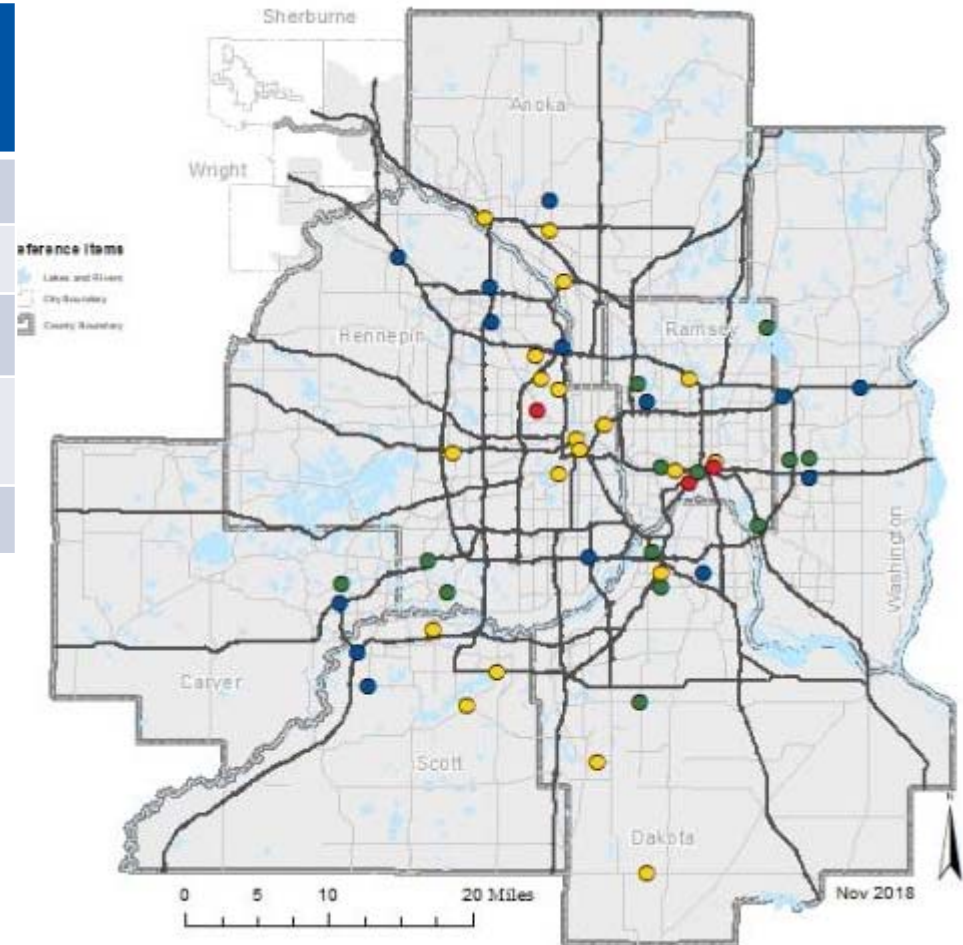 Sherburne
Anoka
Wright
eference Items
Lakes and Rivers
City Boundary
County Boundary
Hennepin
Ramsey
Washington
Carver
Scott
Dakota
N
0 5 10 20 Miles
Nov 2018